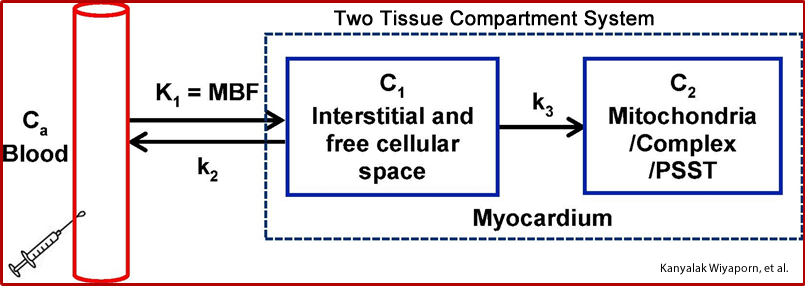 Two Tissue Compartment System
Cₐ
Blood
K₁ = MBF
k₂
C₁
Interstitial and
free cellular
space
k₃
C₂
Mitochondria
/Complex
/PSST
Myocardium
Kanyalak Wiyaporn, et al.